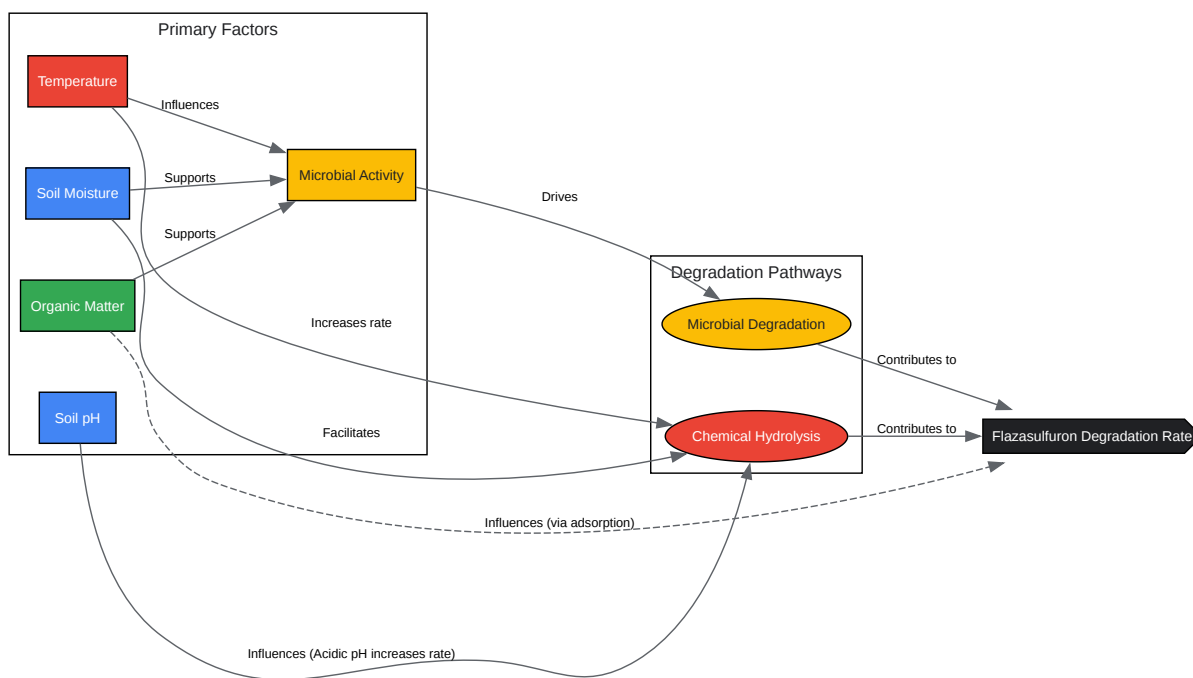 Primary Factors
Temperature
Influences
Microbial Activity
Soil Moisture
Supports
Drives
Supports
Organic Matter
Degradation Pathways
Microbial Degradation
Increases rate
Contributes to
Soil pH
Facilitates
Chemical Hydrolysis
Contributes to
Flazasulfuron Degradation Rate
Influences (via adsorption)
Influences (Acidic pH increases rate)